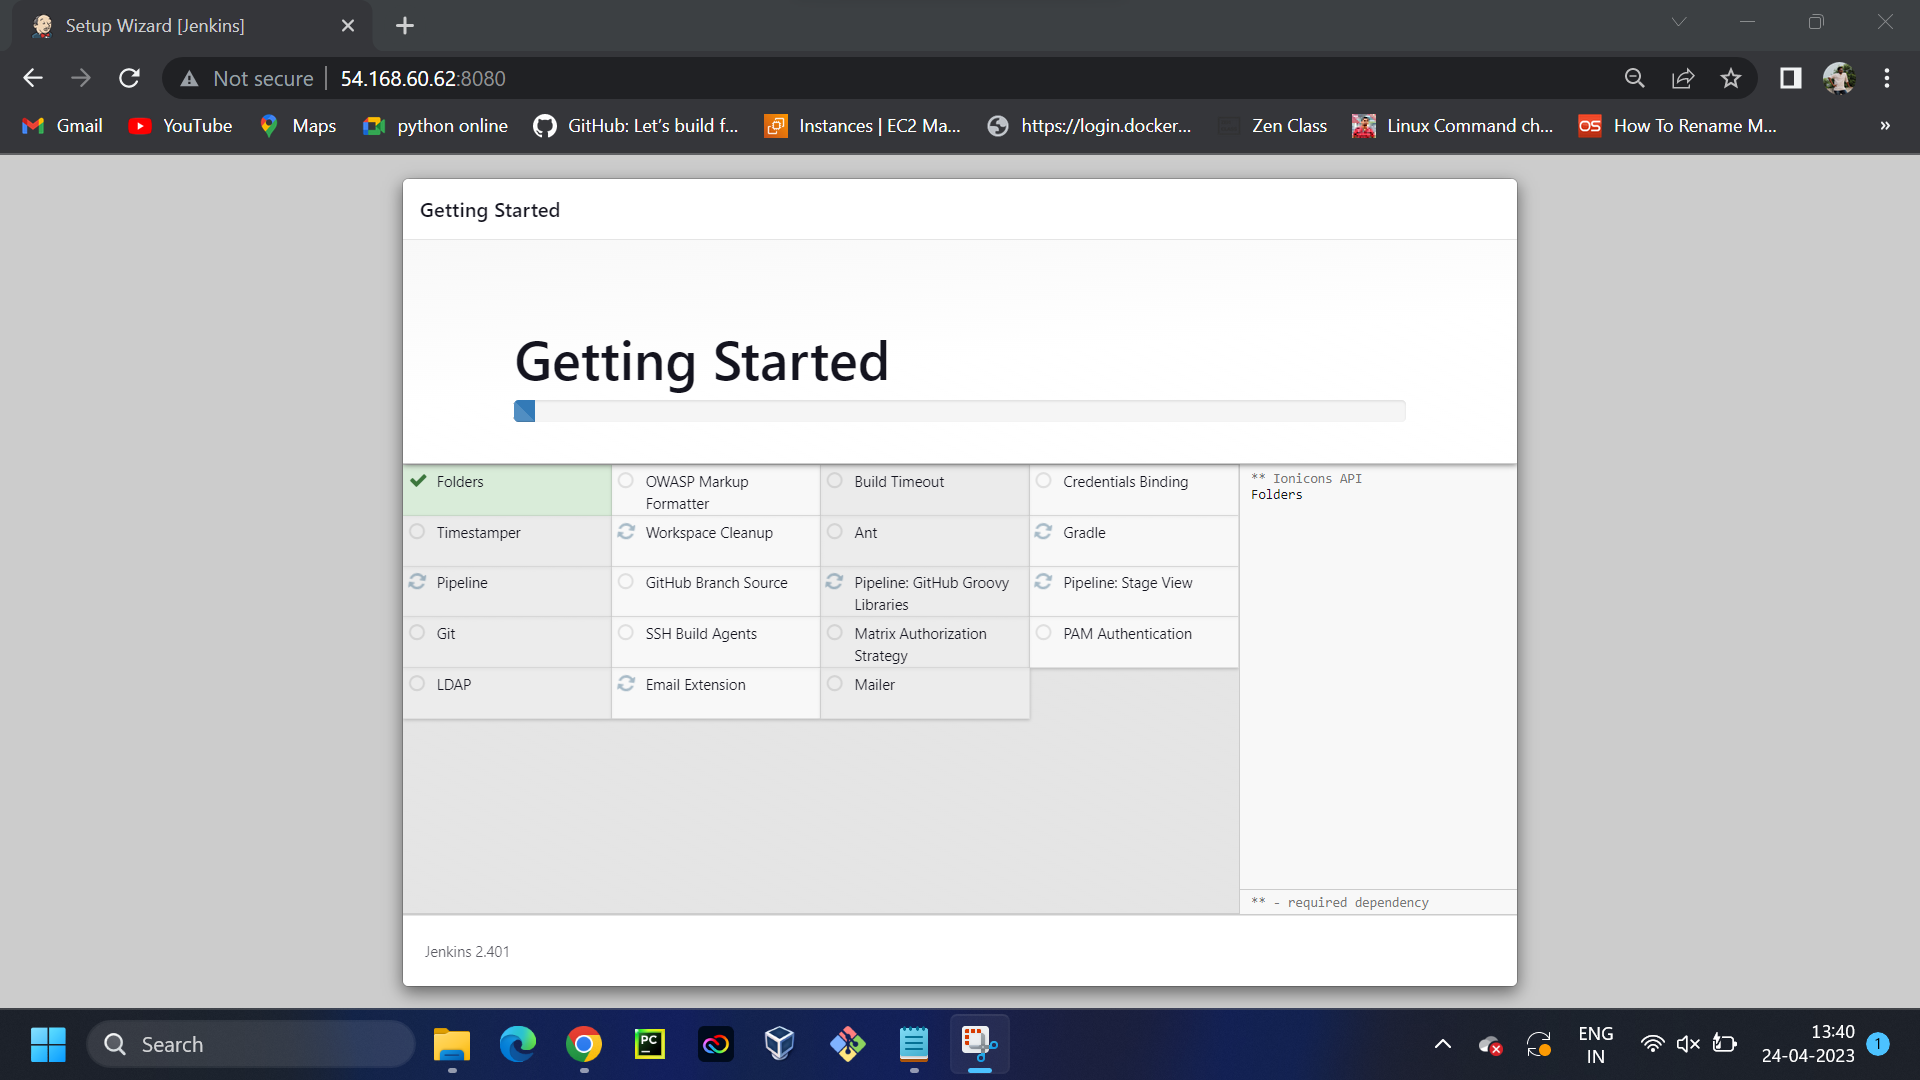 Setup Wizard [Jenkins]
Not secure
54.168.60.62:8080
Gmail
YouTube
Maps
python online
GitHub: Let's build f...
Instances | EC2 Ma...
https://login.docker...
Zen Class
Linux Command ch...
OS
How To Rename M...
»
Getting Started
Getting Started
Folders
OWASP Markup
Formatter
Build Timeout
Credentials Binding
Timestamper
Workspace Cleanup
Ant
Gradle
Pipeline
GitHub Branch Source
Pipeline: GitHub Groovy
Libraries
Pipeline: Stage View
Git
SSH Build Agents
Matrix Authorization
Strategy
PAM Authentication
LDAP
Email Extension
Mailer
** Ionicons API
Folders
** - required dependency
Jenkins 2.401
Search
PC
ENG
IN
13:40
24-04-2023
1